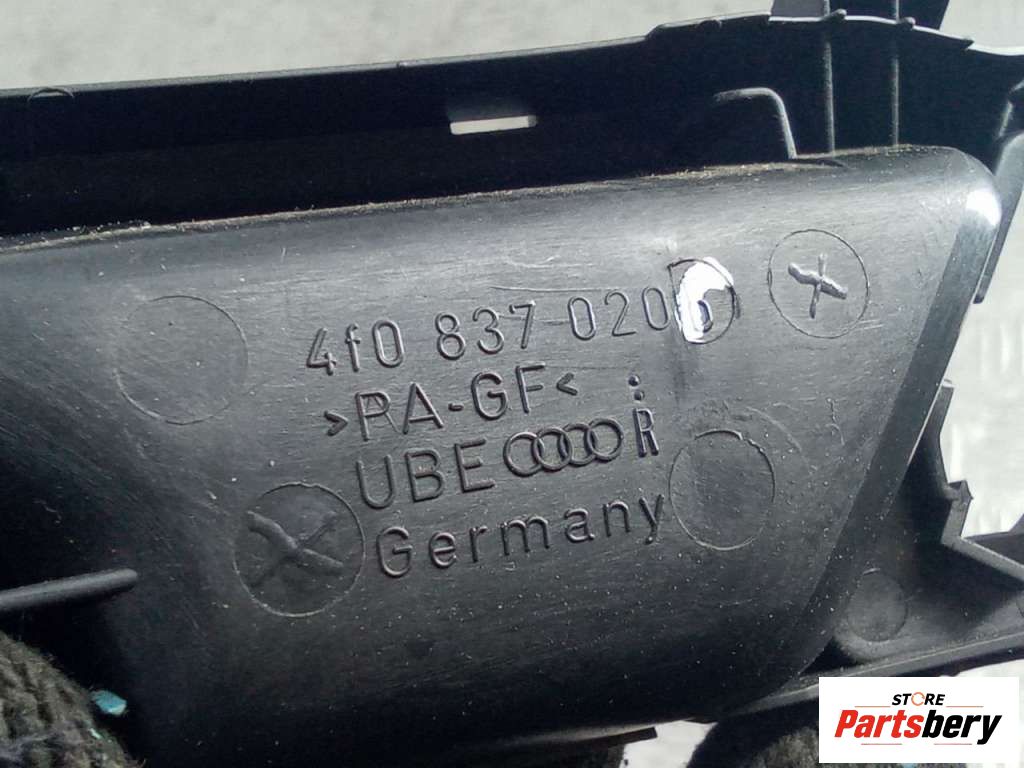 4f0 837 020
>PA-GF<
UBE R
Germany
STORE
Partsbery